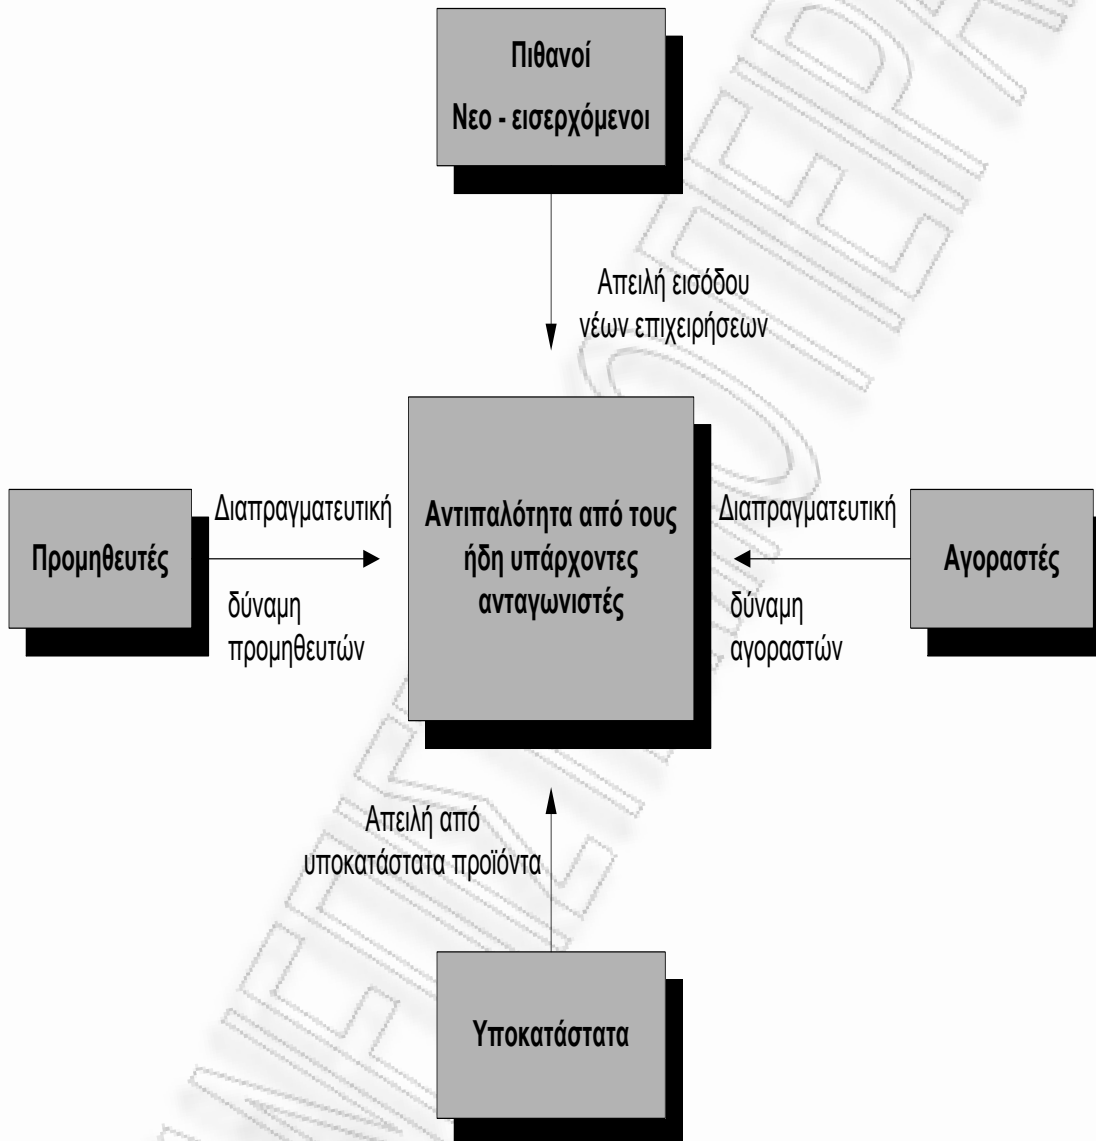 Πιθανοί
Νεο - εισερχόμενοι
Απειλή εισόδου
νέων επιχειρήσεων
Προμηθευτές
Διαπραγματευτική
δύναμη
προμηθευτών
Αντιπαλότητα από τους
ήδη υπάρχοντες
ανταγωνιστές
Διαπραγματευτική
δύναμη
αγοραστών
Αγοραστές
Απειλή από
υποκατάστατα προϊόντα
Υποκατάστατα